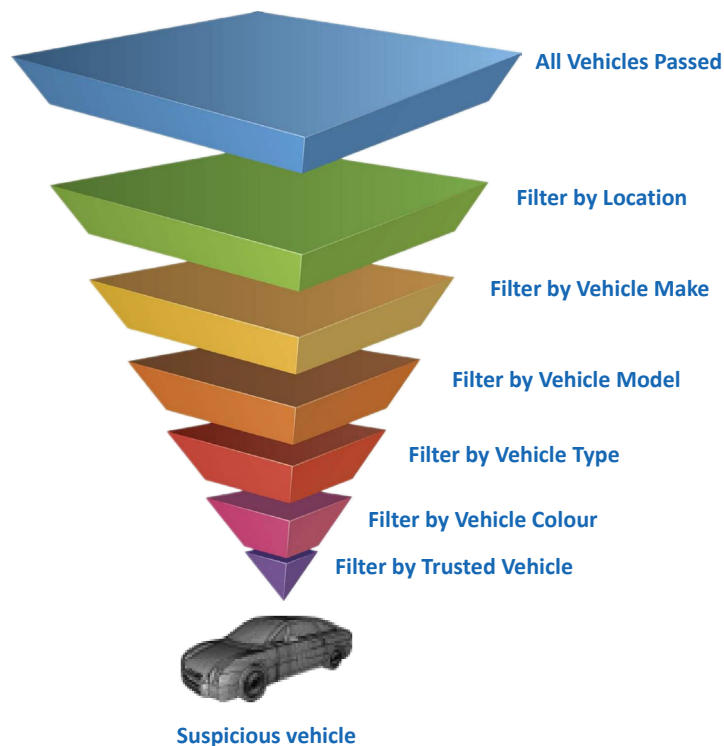 All Vehicles Passed
Filter by Location
Filter by Vehicle Make
Filter by Vehicle Model
Filter by Vehicle Type
Filter by Vehicle Colour
Filter by Trusted Vehicle
Suspicious vehicle